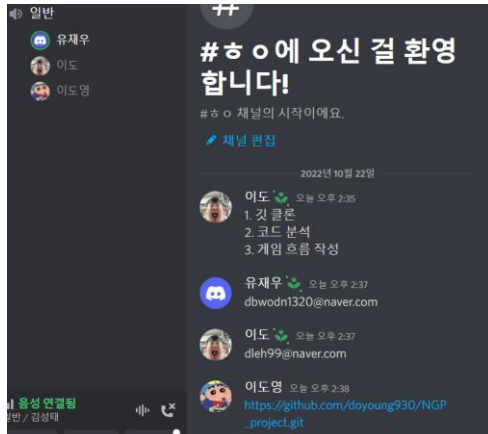 일반
유재우
이도
이도영
음성 연결됨
일반 / 김성태
#
#ㅎㅇ에 오신 걸 환영
합니다!
#ㅎㅇ 채널의 시작이에요.
채널 편집
2022년 10월 22일
이도 오늘 오후 2:35
1. 깃 클론
2. 코드 분석
3. 게임 흐름 작성
유재우 오늘 오후 2:37
dbwodn1320@naver.com
이도 오늘 오후 2:37
dleh99@naver.com
이도영 오늘 오후 2:38
https://github.com/doyoung930/NGP
_project.git